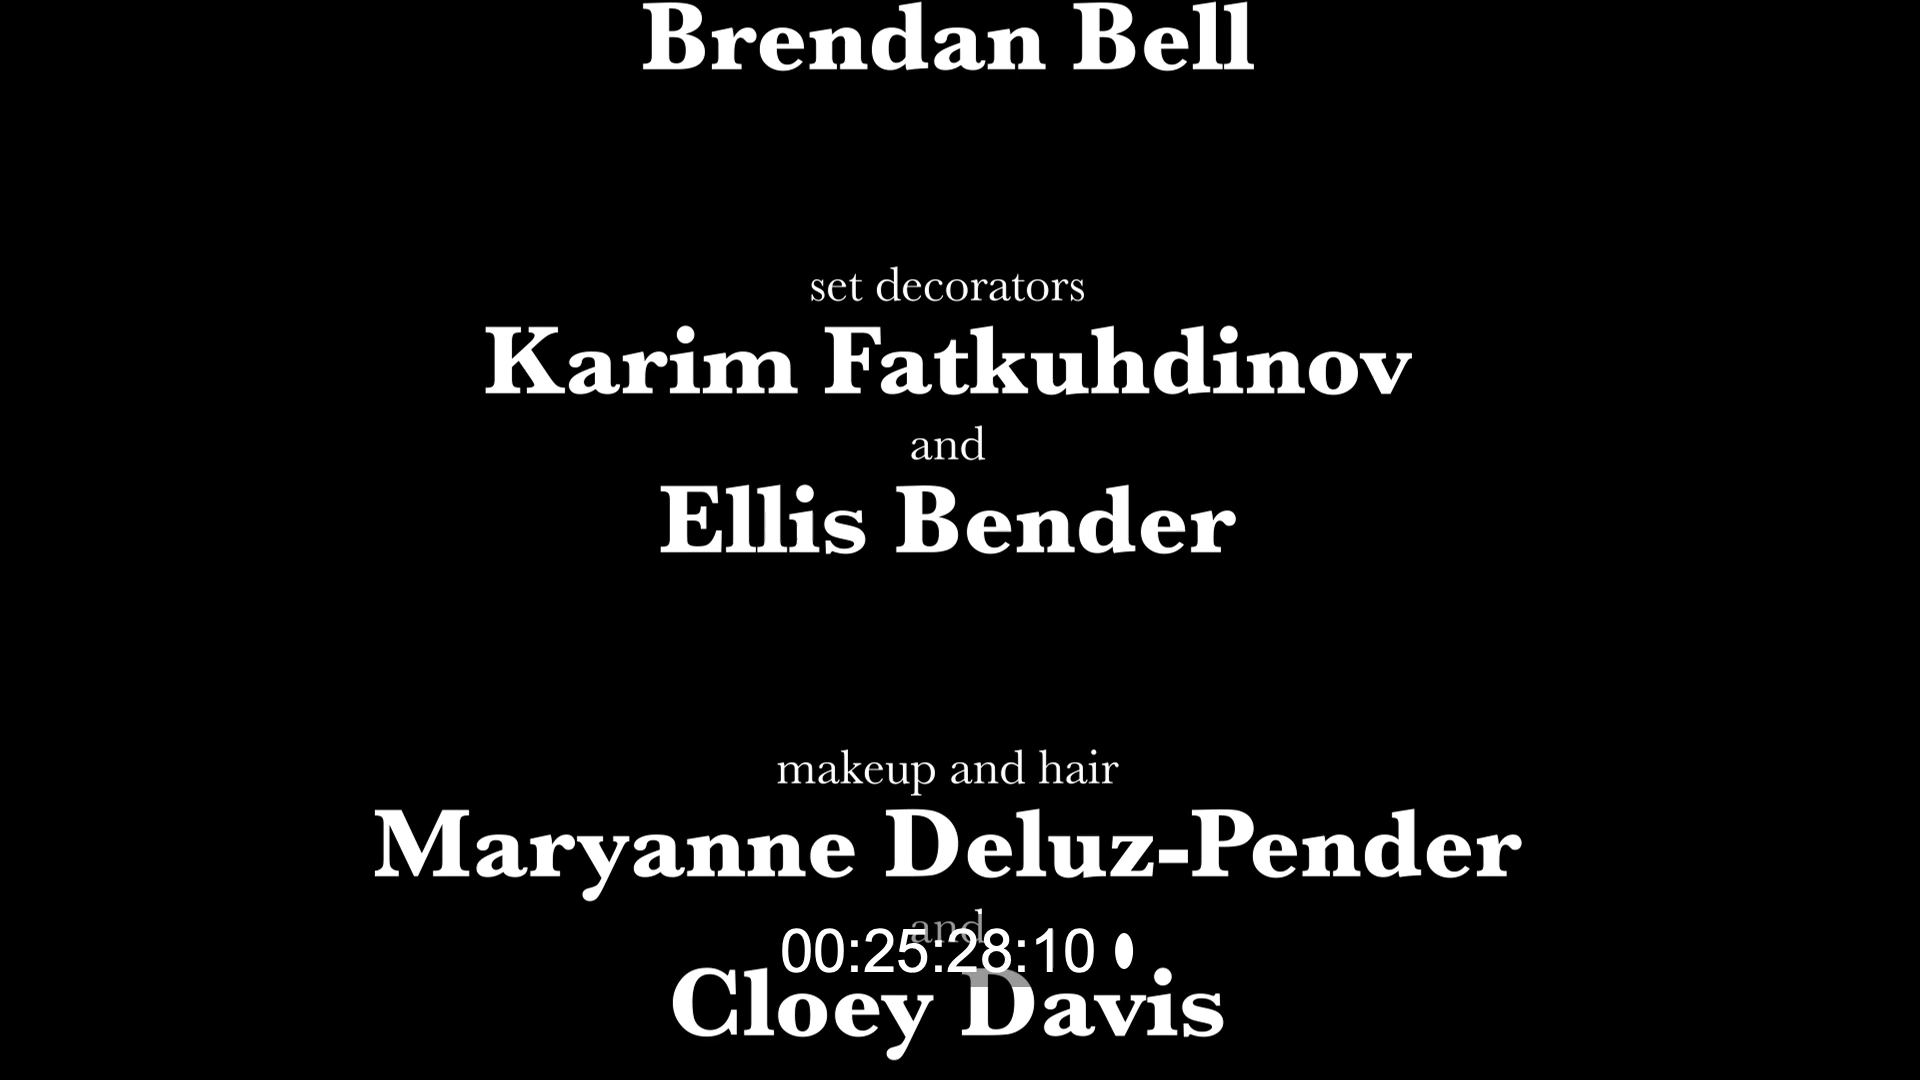 Brendan Bell
set decorators
Karim Fatkuhdinov
and
Ellis Bender
makeup and hair
Maryanne Deluz-Pender
and
00:25:28:10
Cloey Davis